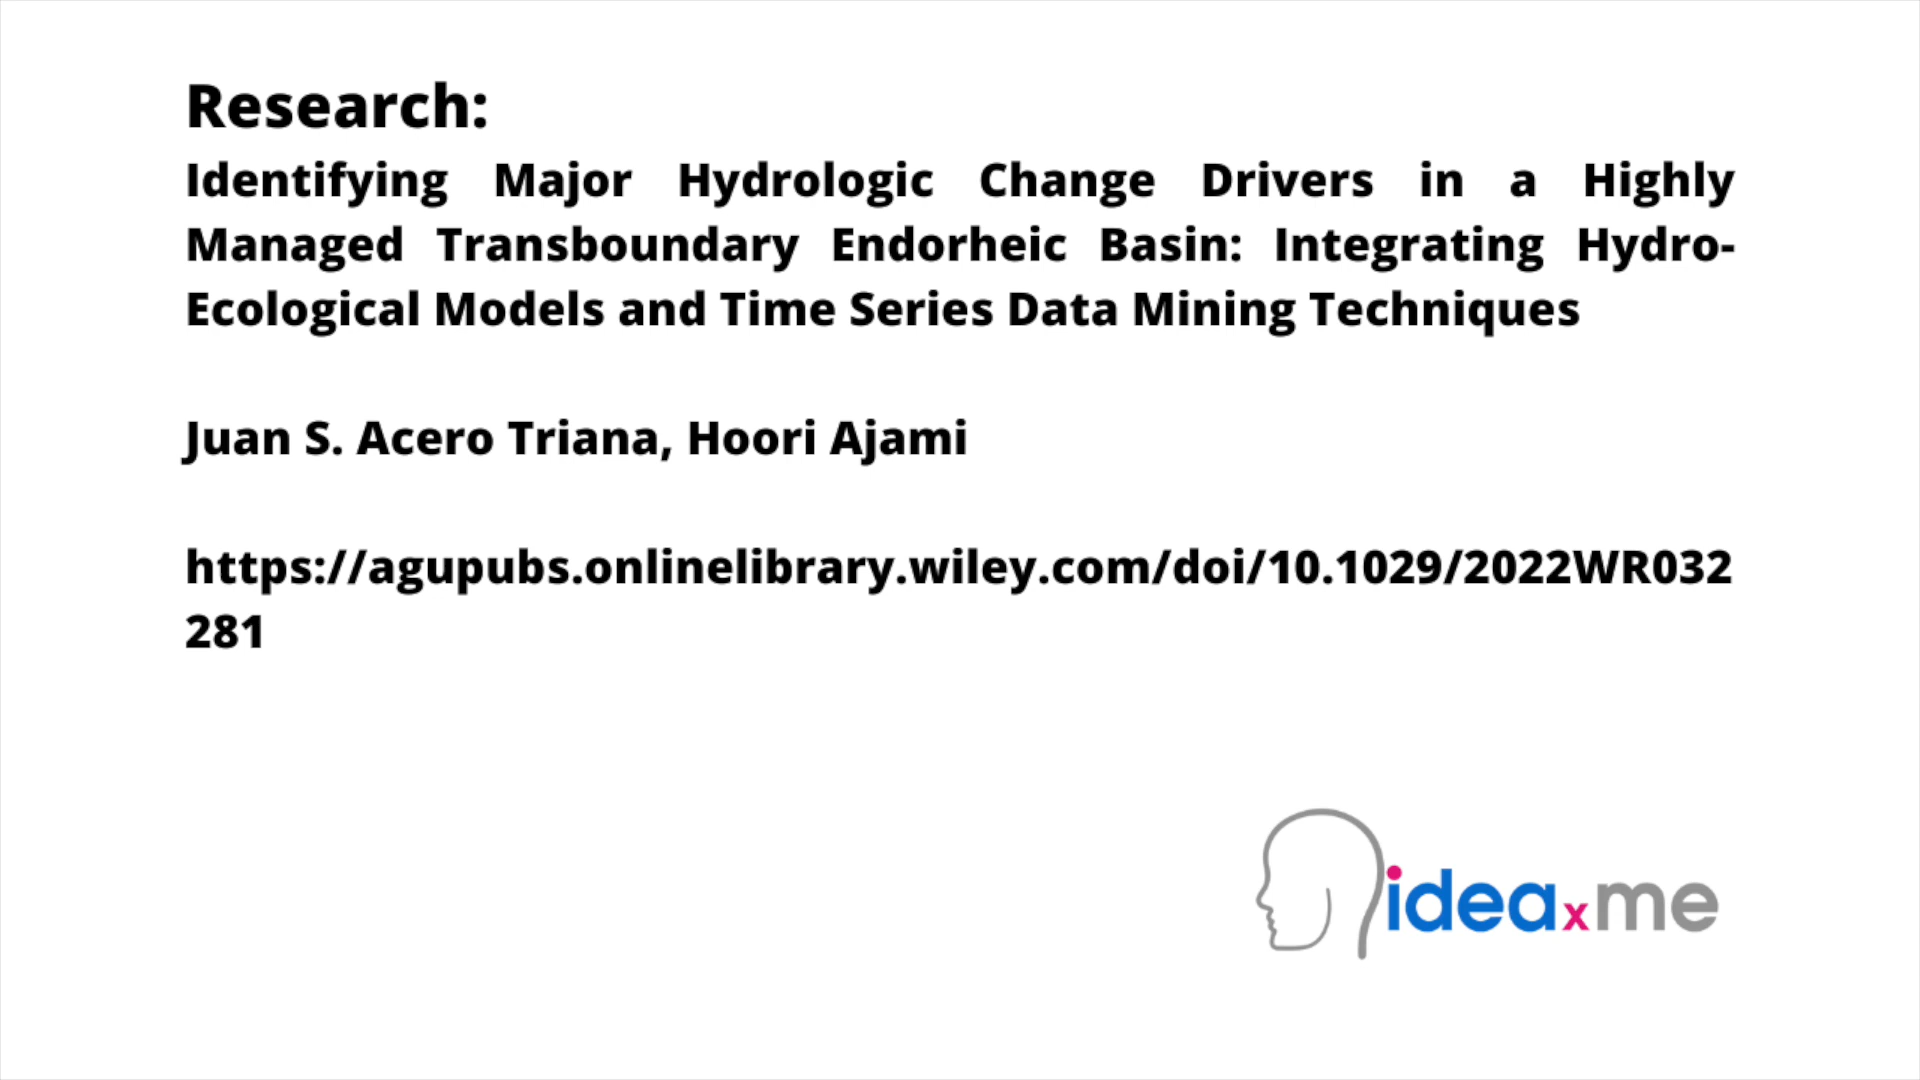 Research:
Identifying Major Hydrologic Change Drivers in a Highly
Managed Transboundary Endorheic Basin: Integrating Hydro-
Ecological Models and Time Series Data Mining Techniques
Juan S. Acero Triana, Hoori Ajami
https://agupubs.onlinelibrary.wiley.com/doi/10.1029/2022WR032
281
ideaxme